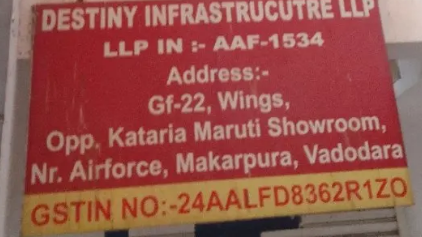 DESTINY INFRASTRUCUTRE LLP
LLP IN :- AAF-1534
Address:-
Gf-22, Wings,
Opp. Kataria Maruti Showroom,
Nr. Airforce, Makarpura, Vadodara
GSTIN NO:-24AALFD8362R1ZO